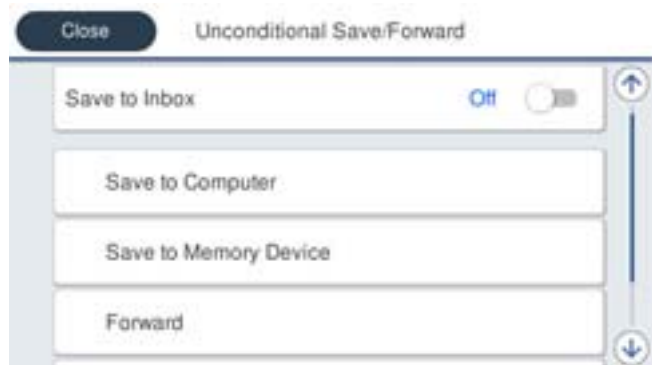 Close Unconditional Save/Forward
Save to Inbox Off
Save to Computer
Save to Memory Device
Forward